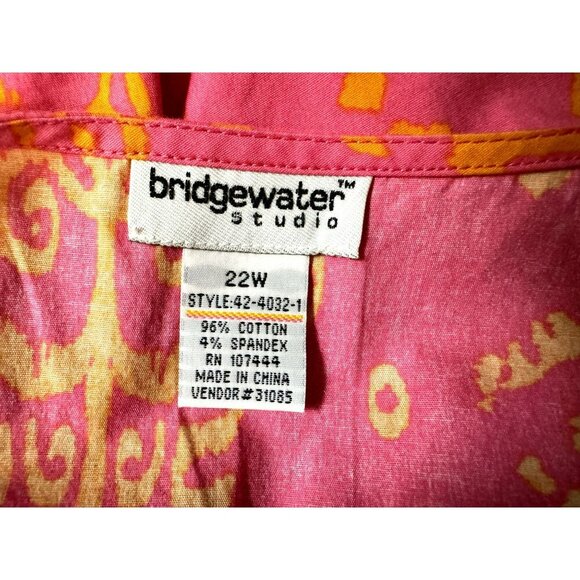 bridgewater™
studio
22W
STYLE:42-4032-1
96% COTTON
4% SPANDEX
RN 107444
MADE IN CHINA
VENDOR#31085